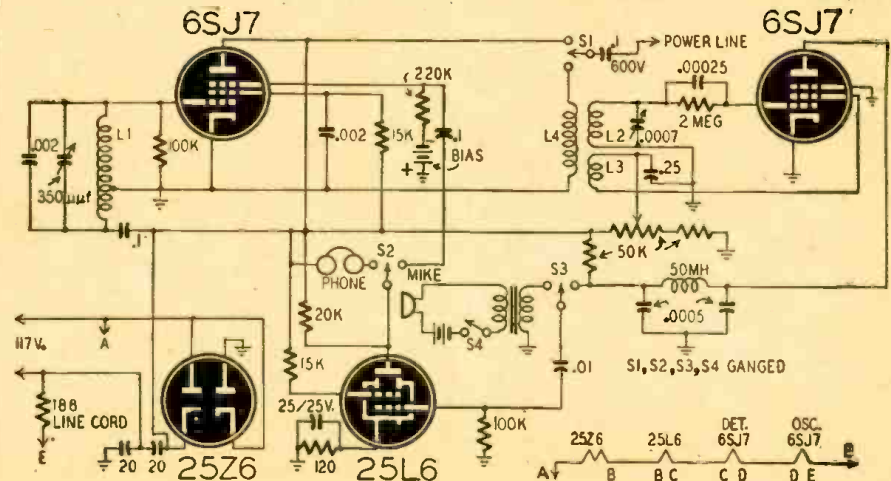 6SJ7
6SJ7
S1
.1
600V
POWER LINE
.00025
2 MEG
220K
.002
L1
100K
.002
15K
.1
BIAS
+
L4
L2
.0007
L3
.25
350µµf
.1
50K
PHONE
S2
MIKE
S3
50MH
20K
.0005
S4
117V.
A
15K
.01
S1, S2, S3, S4 GANGED
188
LINE CORD
25/25V.
100K
E
20
20
120
25Z6
25L6
DET.
OSC.
25Z6
25L6
6SJ7
6SJ7
A
B
B C
C D
D E